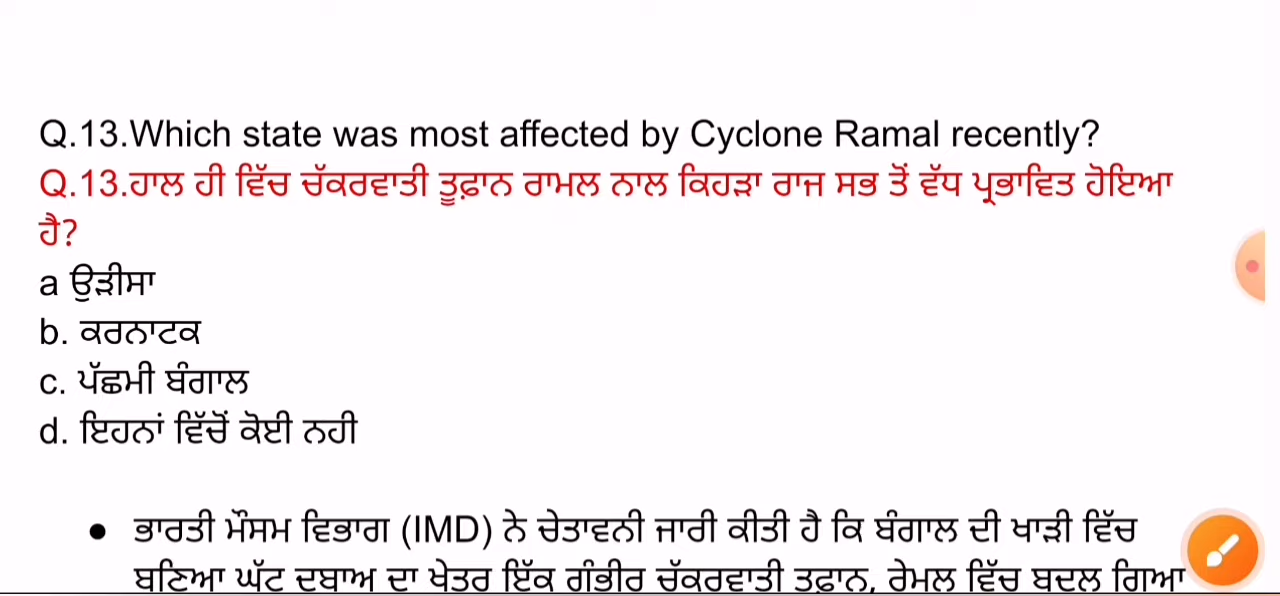 Q.13.Which state was most affected by Cyclone Ramal recently?
Q.13.ਹਾਲ ਹੀ ਵਿੱਚ ਚੱਕਰਵਾਤੀ ਤੂਫ਼ਾਨ ਰਾਮਲ ਨਾਲ ਕਿਹੜਾ ਰਾਜ ਸਭ ਤੋਂ ਵੱਧ ਪ੍ਰਭਾਵਿਤ ਹੋਇਆ
ਹੈ?
a ਉੜੀਸਾ
b. ਕਰਨਾਟਕ
c. ਪੱਛਮੀ ਬੰਗਾਲ
d. ਇਹਨਾਂ ਵਿੱਚੋਂ ਕੋਈ ਨਹੀ
● ਭਾਰਤੀ ਮੌਸਮ ਵਿਭਾਗ (IMD) ਨੇ ਚੇਤਾਵਨੀ ਜਾਰੀ ਕੀਤੀ ਹੈ ਕਿ ਬੰਗਾਲ ਦੀ ਖਾੜੀ ਵਿੱਚ
ਬਣਿਆ ਘੱਟ ਦਬਾਅ ਦਾ ਖੇਤਰ ਇੱਕ ਗੰਭੀਰ ਚੱਕਰਵਾਤੀ ਤੂਫ਼ਾਨ, ਰੇਮਲ ਵਿੱਚ ਬਦਲ ਗਿਆ